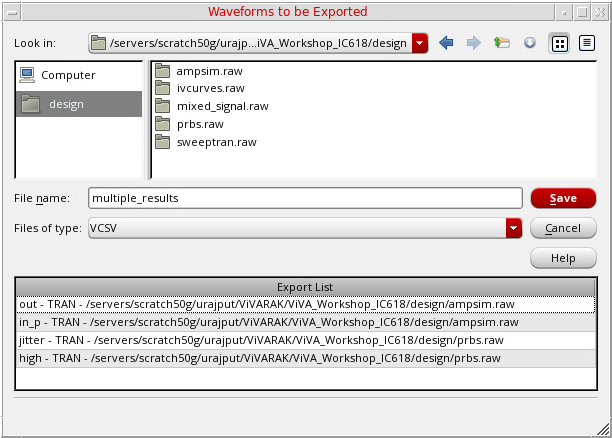 Waveforms to be Exported
Look in: /servers/scratch50g/urajp...iVA_Workshop_IC618/design
Computer
design
ampsim.raw
ivcurves.raw
mixed_signal.raw
prbs.raw
sweeptran.raw
File name: multiple_results Save
Files of type: VCSV Cancel
Help
Export List
out - TRAN - /servers/scratch50g/urajput/ViVARAK/ViVA_Workshop_IC618/design/ampsim.raw
in_p - TRAN - /servers/scratch50g/urajput/ViVARAK/ViVA_Workshop_IC618/design/ampsim.raw
jitter - TRAN - /servers/scratch50g/urajput/ViVARAK/ViVA_Workshop_IC618/design/prbs.raw
high - TRAN - /servers/scratch50g/urajput/ViVARAK/ViVA_Workshop_IC618/design/prbs.raw